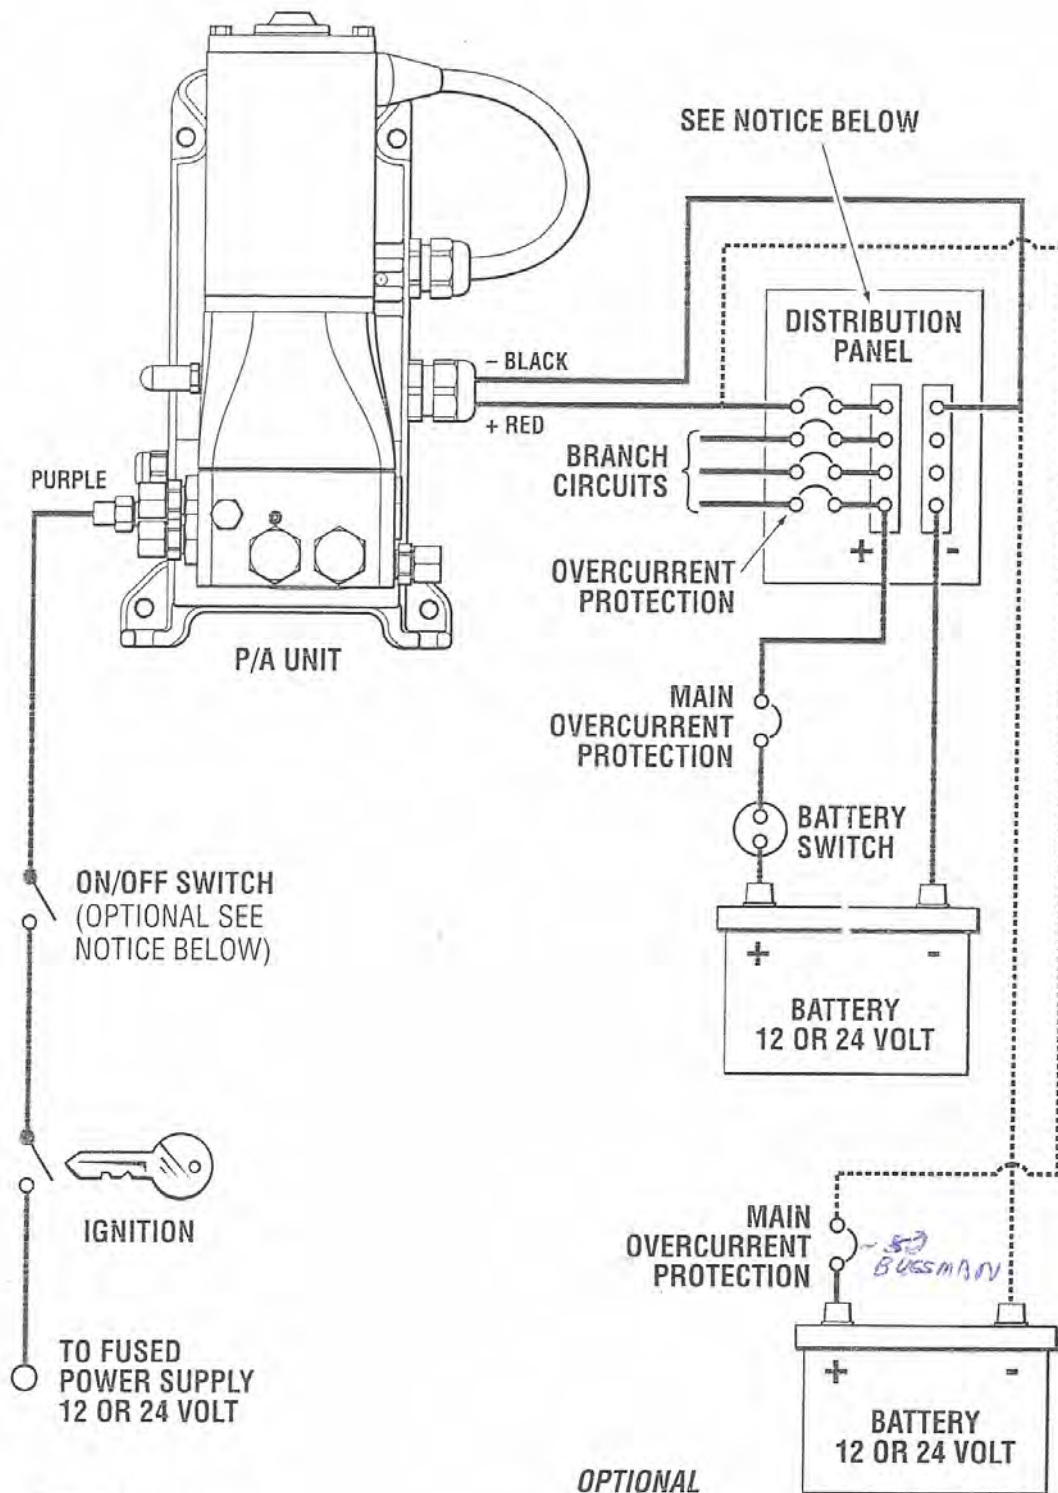 SEE NOTICE BELOW
DISTRIBUTION
PANEL
– BLACK
+ RED
BRANCH
CIRCUITS
PURPLE
+ -
OVERCURRENT
PROTECTION
P/A UNIT
MAIN
OVERCURRENT
PROTECTION
BATTERY
SWITCH
ON/OFF SWITCH
(OPTIONAL SEE
NOTICE BELOW)
+ -
BATTERY
12 OR 24 VOLT
IGNITION
MAIN
OVERCURRENT
PROTECTION
BUSSMAN
TO FUSED
POWER SUPPLY
12 OR 24 VOLT
+ -
BATTERY
12 OR 24 VOLT
OPTIONAL